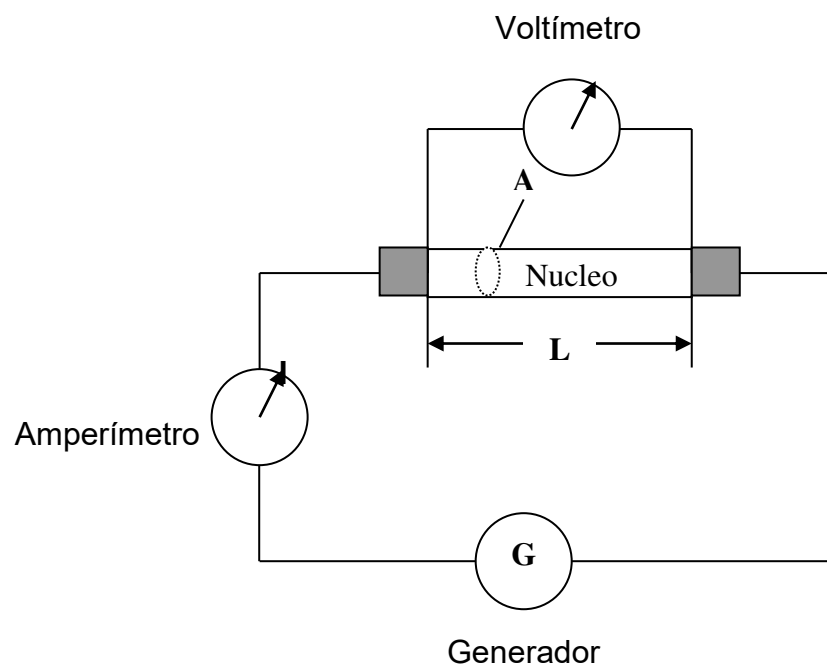 Voltímetro
A
Nucleo
L
Amperímetro
G
Generador